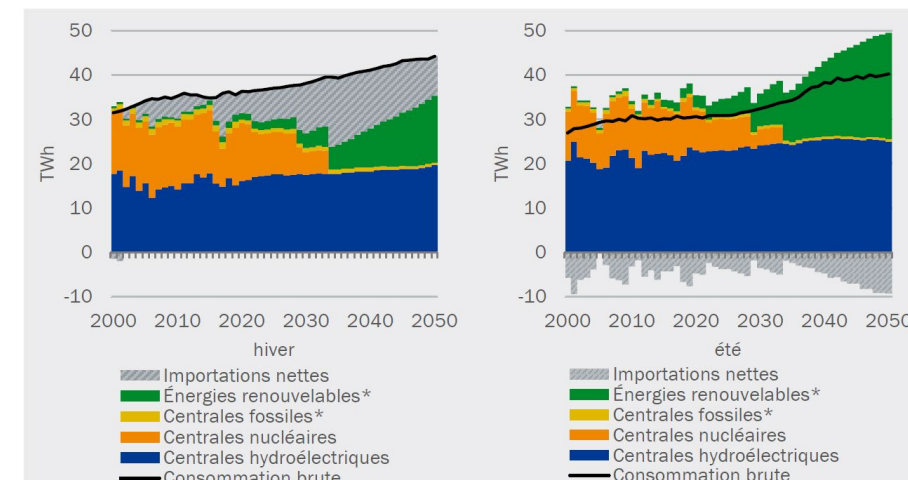 50
40
30
20
10
0
-10
TWh
2000 2010 2020 2030 2040 2050
hiver
Importations nettes
Énergies renouvelables*
Centrales fossiles*
Centrales nucléaires
Centrales hydroélectriques
Consommation brute
50
40
30
20
10
0
-10
TWh
2000 2010 2020 2030 2040 2050
été
Importations nettes
Énergies renouvelables*
Centrales fossiles*
Centrales nucléaires
Centrales hydroélectriques
Consommation brute